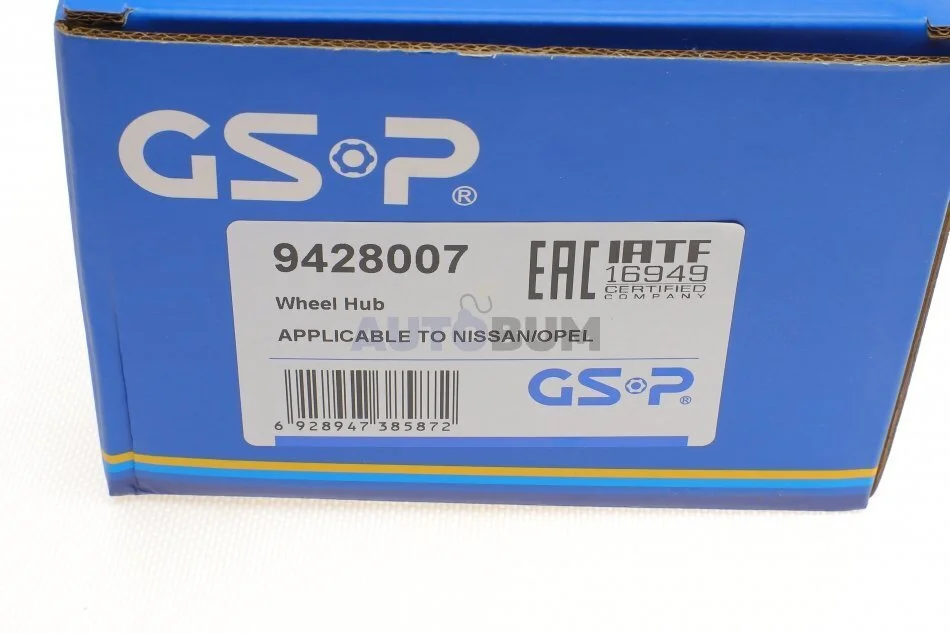 GSP®
9428007
EAC
IATF
16949
CERTIFIED
COMPANY
Wheel Hub
AUTOBUM
APPLICABLE TO NISSAN/OPEL
GSP®
6 928947 385872